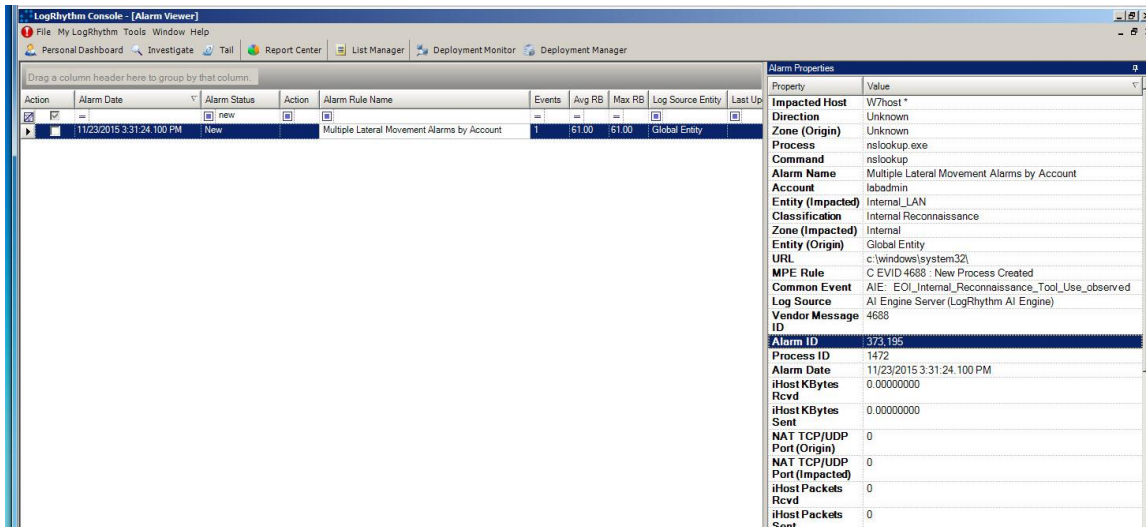 LogRhythm Console - [Alarm Viewer]
File My LogRhythm Tools Window Help
Personal Dashboard Investigate Tail Report Center List Manager Deployment Monitor Deployment Manager
Drag a column header here to group by that column.
Action Alarm Date Alarm Status Action Alarm Rule Name Events Avg RB Max RB Log Source Entity Last Up
= new = = =
11/23/2015 3:31:24.100 PM New Multiple Lateral Movement Alarms by Account 1 61.00 61.00 Global Entity
Alarm Properties
Property Value
Impacted Host W7host *
Direction Unknown
Zone (Origin) Unknown
Process nslookup.exe
Command nslookup
Alarm Name Multiple Lateral Movement Alarms by Account
Account labadmin
Entity (Impacted) Internal_LAN
Classification Internal Reconnaissance
Zone (Impacted) Internal
Entity (Origin) Global Entity
URL c:\windows\system32\
MPE Rule C EVID 4688 : New Process Created
Common Event AIE: EOI_Internal_Reconnaissance_Tool_Use_observed
Log Source AI Engine Server (LogRhythm AI Engine)
Vendor Message 4688
ID
Alarm ID 373,195
Process ID 1472
Alarm Date 11/23/2015 3:31:24.100 PM
iHost KBytes 0.00000000
Rcvd
iHost KBytes 0.00000000
Sent
NAT TCP/UDP 0
Port (Origin)
NAT TCP/UDP 0
Port (Impacted)
iHost Packets 0
Rcvd
iHost Packets 0
Sent